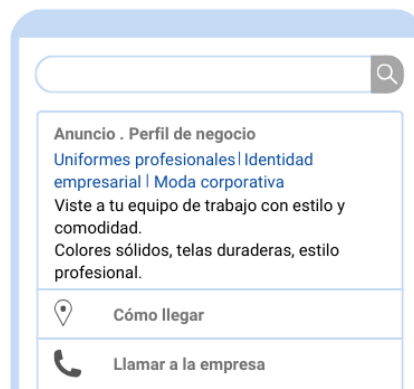 Anuncio . Perfil de negocio
Uniformes profesionales| Identidad
empresarial | Moda corporativa
Viste a tu equipo de trabajo con estilo y
comodidad.
Colores sólidos, telas duraderas, estilo
profesional.
Cómo llegar
Llamar a la empresa